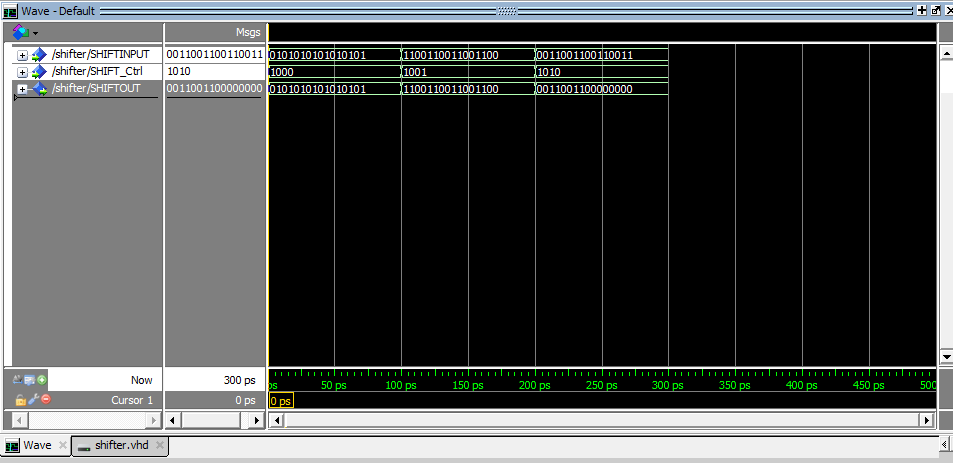 Wave - Default
Msgs
/shifter/SHIFTINPUT 0011001100110011 0101010101010101 1100110011001100 0011001100110011
/shifter/SHIFT_Ctrl 1010 1000 1001 1010
/shifter/SHIFTOUT 0011001100000000 0101010101010101 1100110011001100 0011001100000000
Now 300 ps ps 50 ps 100 ps 150 ps 200 ps 250 ps 300 ps 350 ps 400 ps 450 ps 500
Cursor 1 0 ps 0 ps
Wave shifter.vhd